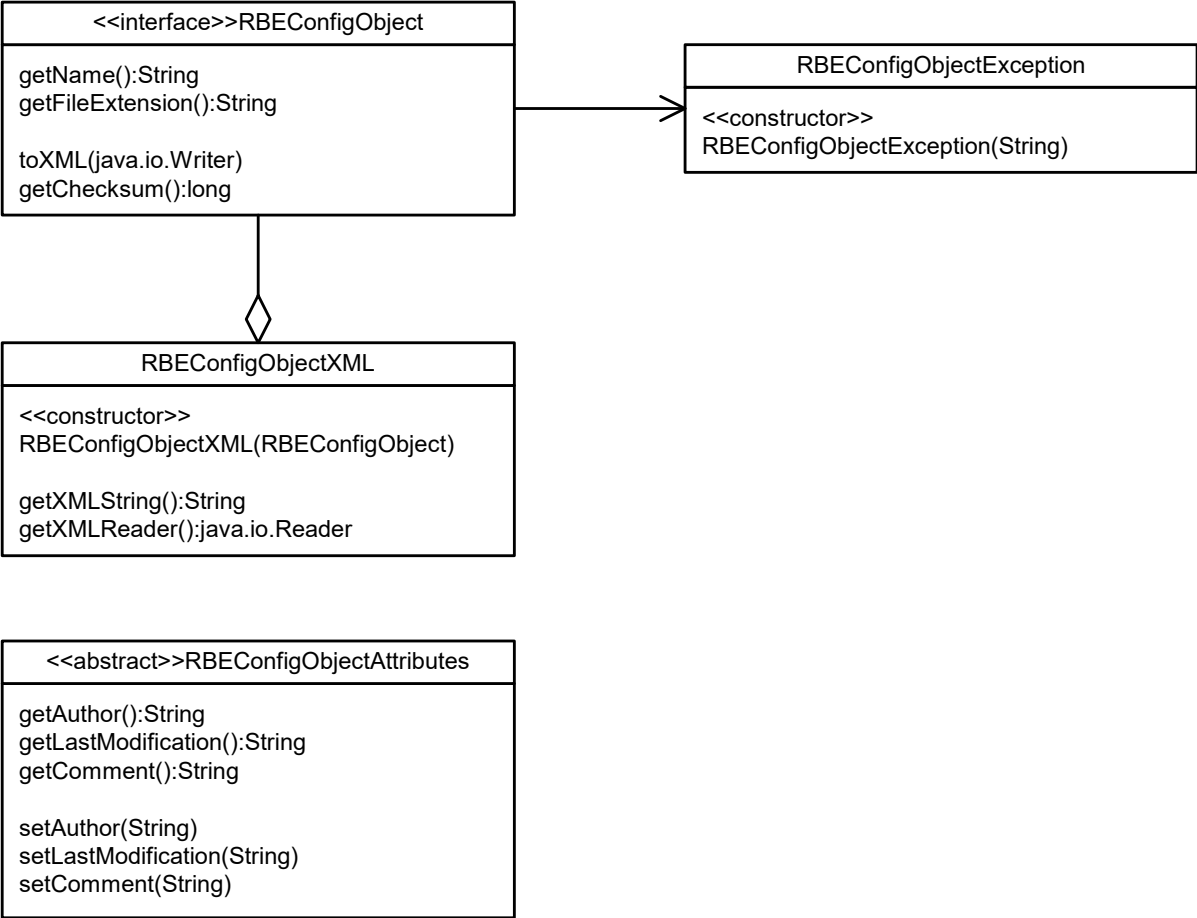 <<interface>>RBEConfigObject
getName():String
getFileExtension():String
toXML(java.io.Writer)
getChecksum():long
RBEConfigObjectException
<<constructor>>
RBEConfigObjectException(String)
RBEConfigObjectXML
<<constructor>>
RBEConfigObjectXML(RBEConfigObject)
getXMLString():String
getXMLReader():java.io.Reader
<<abstract>>RBEConfigObjectAttributes
getAuthor():String
getLastModification():String
getComment():String
setAuthor(String)
setLastModification(String)
setComment(String)